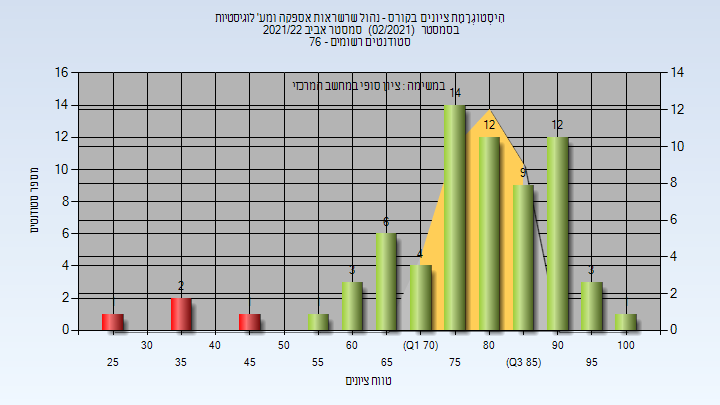 הִיסְטוֹגְרָמַת ציונים בקורס - נהול שרשראות אספקה ומע' לוגיסטיות
בסמסטר (02/2021) סמסטר אביב 2021/22
סטודנטים רשומים - 76
במשימה : ציון סופי במחשב המרכזי
16 14 12 10 8 6 4 2 0
14 12 10 8 6 4 2 0
מספר סטודנטים
2 3 6 4 14 12 9 12 3
30 40 50 60 (Q1 70) 80 90 100
25 35 45 55 65 75 (Q3 85) 95
טווח ציונים